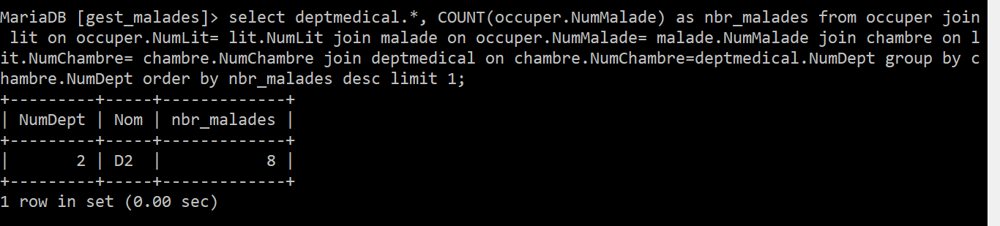 MariaDB [gest_malades]> select deptmedical.*, COUNT(occuper.NumMalade) as nbr_malades from occuper join
 lit on occuper.NumLit= lit.NumLit join malade on occuper.NumMalade= malade.NumMalade join chambre on l
it.NumChambre= chambre.NumChambre join deptmedical on chambre.NumChambre=deptmedical.NumDept group by c
hambre.NumDept order by nbr_malades desc limit 1;
+---------+-----+-------------+
| NumDept | Nom | nbr_malades |
+---------+-----+-------------+
|       2 | D2  |           8 |
+---------+-----+-------------+
1 row in set (0.00 sec)